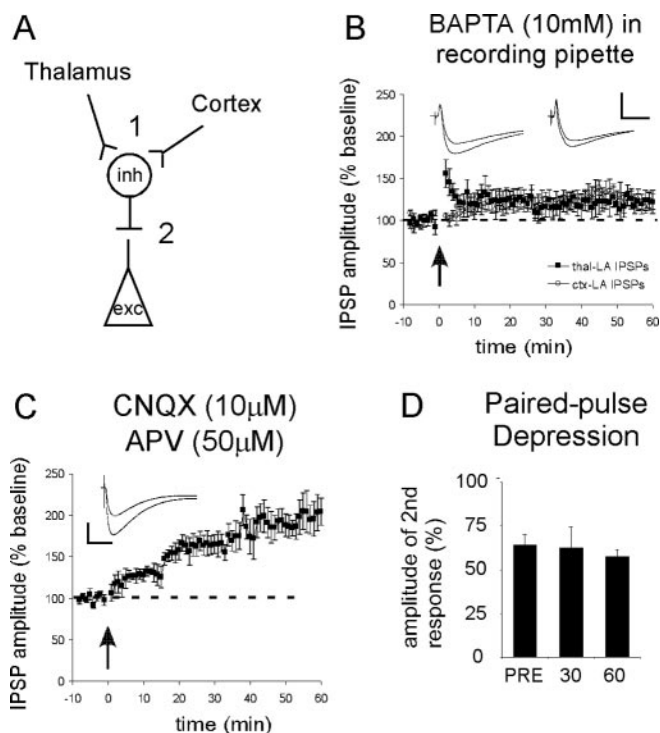 A
Thalamus
Cortex
1
inh
2
exc
B
BAPTA (10mM) in
recording pipette
IPSP amplitude (% baseline)
250
200
150
100
50
0
-10 0 10 20 30 40 50 60
time (min)
thal-LA IPSPs
ctx-LA IPSPs
C
CNQX (10μM)
APV (50μM)
IPSP amplitude (% baseline)
250
200
150
100
50
0
-10 0 10 20 30 40 50 60
time (min)
D
Paired-pulse
Depression
amplitude of 2nd
response (%)
100
75
50
25
0
PRE 30 60